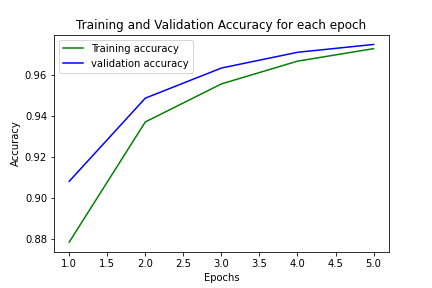 Training and Validation Accuracy for each epoch
Training accuracy
validation accuracy
Accuracy
0.96
0.94
0.92
0.90
0.88
1.0 1.5 2.0 2.5 3.0 3.5 4.0 4.5 5.0
Epochs